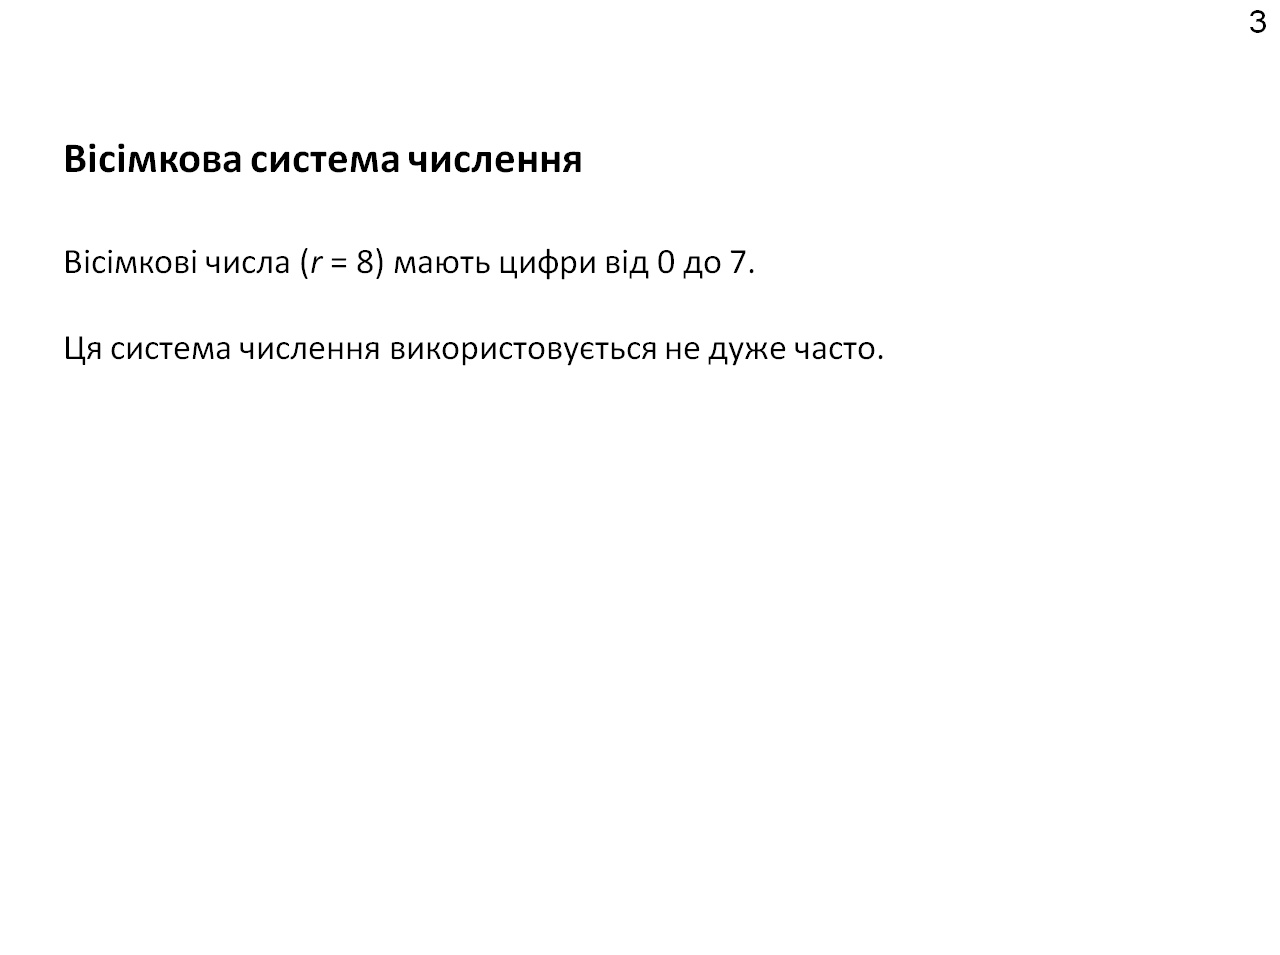 3
Вісімкова система числення
Вісімкові числа (r = 8) мають цифри від 0 до 7.
Ця система числення використовується не дуже часто.